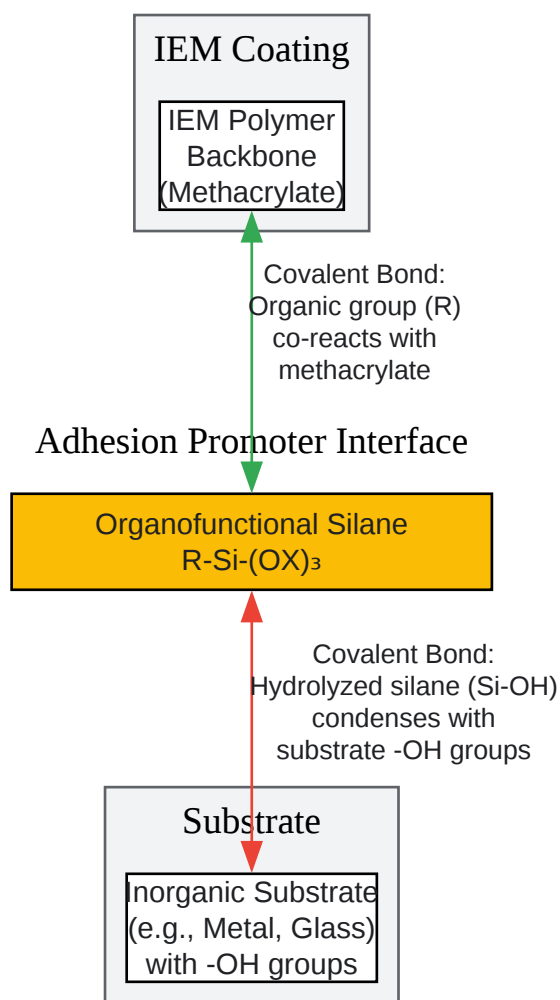 IEM Coating
IEM Polymer
Backbone
(Methacrylate)
Covalent Bond:
Organic group (R)
co-reacts with
methacrylate
Adhesion Promoter Interface
Organofunctional Silane
R-Si-(OX)₃
Covalent Bond:
Hydrolyzed silane (Si-OH)
condenses with
substrate -OH groups
Substrate
Inorganic Substrate
(e.g., Metal, Glass)
with -OH groups